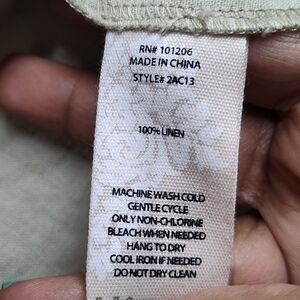 RN# 101206
MADE IN CHINA
STYLE# 2AC13
100% LINEN
MACHINE WASH COLD
GENTLE CYCLE
ONLY NON-CHLORINE
BLEACH WHEN NEEDED
HANG TO DRY
COOL IRON IF NEEDED
DO NOT DRY CLEAN